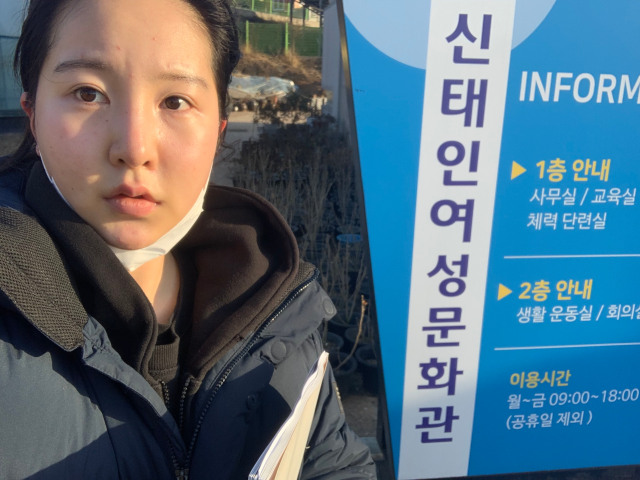 신태인여성문화관
INFORM
▶ 1층 안내
사무실 / 교육실
체력 단련실
▶ 2층 안내
생활 운동실 / 회의실
이용시간
월~금 09:00~18:00
(공휴일 제외)